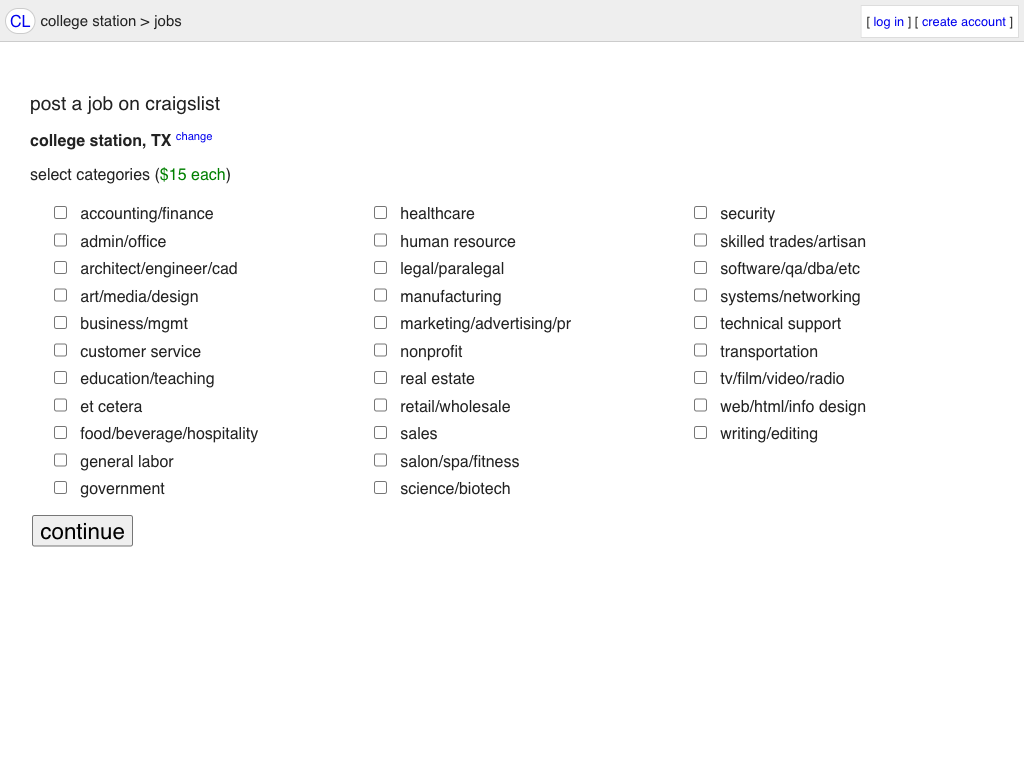 CL college station > jobs
[ log in ] [ create account ]
post a job on craigslist
college station, TX change
select categories ($15 each)
accounting/finance
admin/office
architect/engineer/cad
art/media/design
business/mgmt
customer service
education/teaching
et cetera
food/beverage/hospitality
general labor
government
healthcare
human resource
legal/paralegal
manufacturing
marketing/advertising/pr
nonprofit
real estate
retail/wholesale
sales
salon/spa/fitness
science/biotech
security
skilled trades/artisan
software/qa/dba/etc
systems/networking
technical support
transportation
tv/film/video/radio
web/html/info design
writing/editing
continue